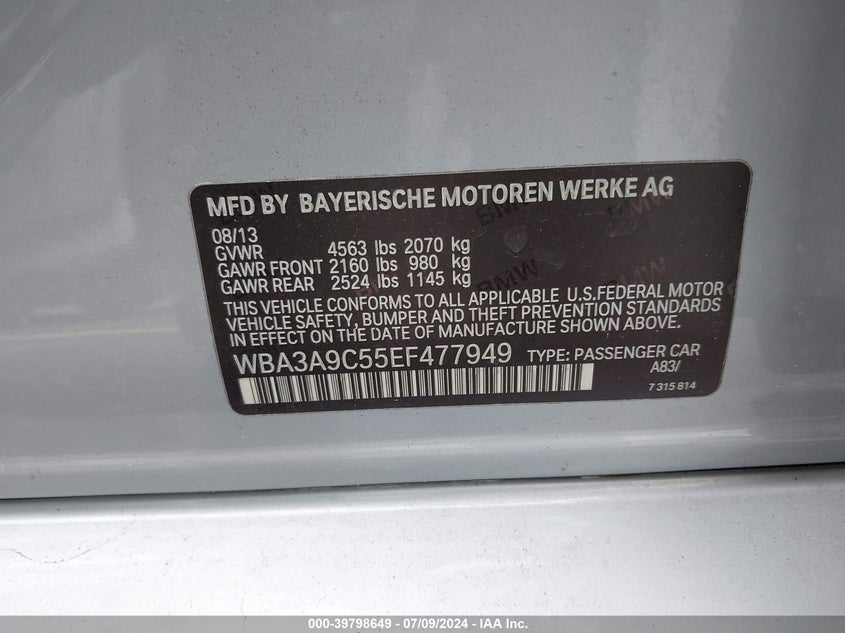 MFD BY BAYERISCHE MOTOREN WERKE AG
08/13
GVWR 4563 lbs 2070 kg
GAWR FRONT 2160 lbs 980 kg
GAWR REAR 2524 lbs 1145 kg
THIS VEHICLE CONFORMS TO ALL APPLICABLE U.S.FEDERAL MOTOR
VEHICLE SAFETY, BUMPER AND THEFT PREVENTION STANDARDS
IN EFFECT ON THE DATE OF MANUFACTURE SHOWN ABOVE.
WBA3A9C55EF477949 TYPE: PASSENGER CAR
A83/
7 315 814
000-39798649 - 07/09/2024 - IAA Inc.